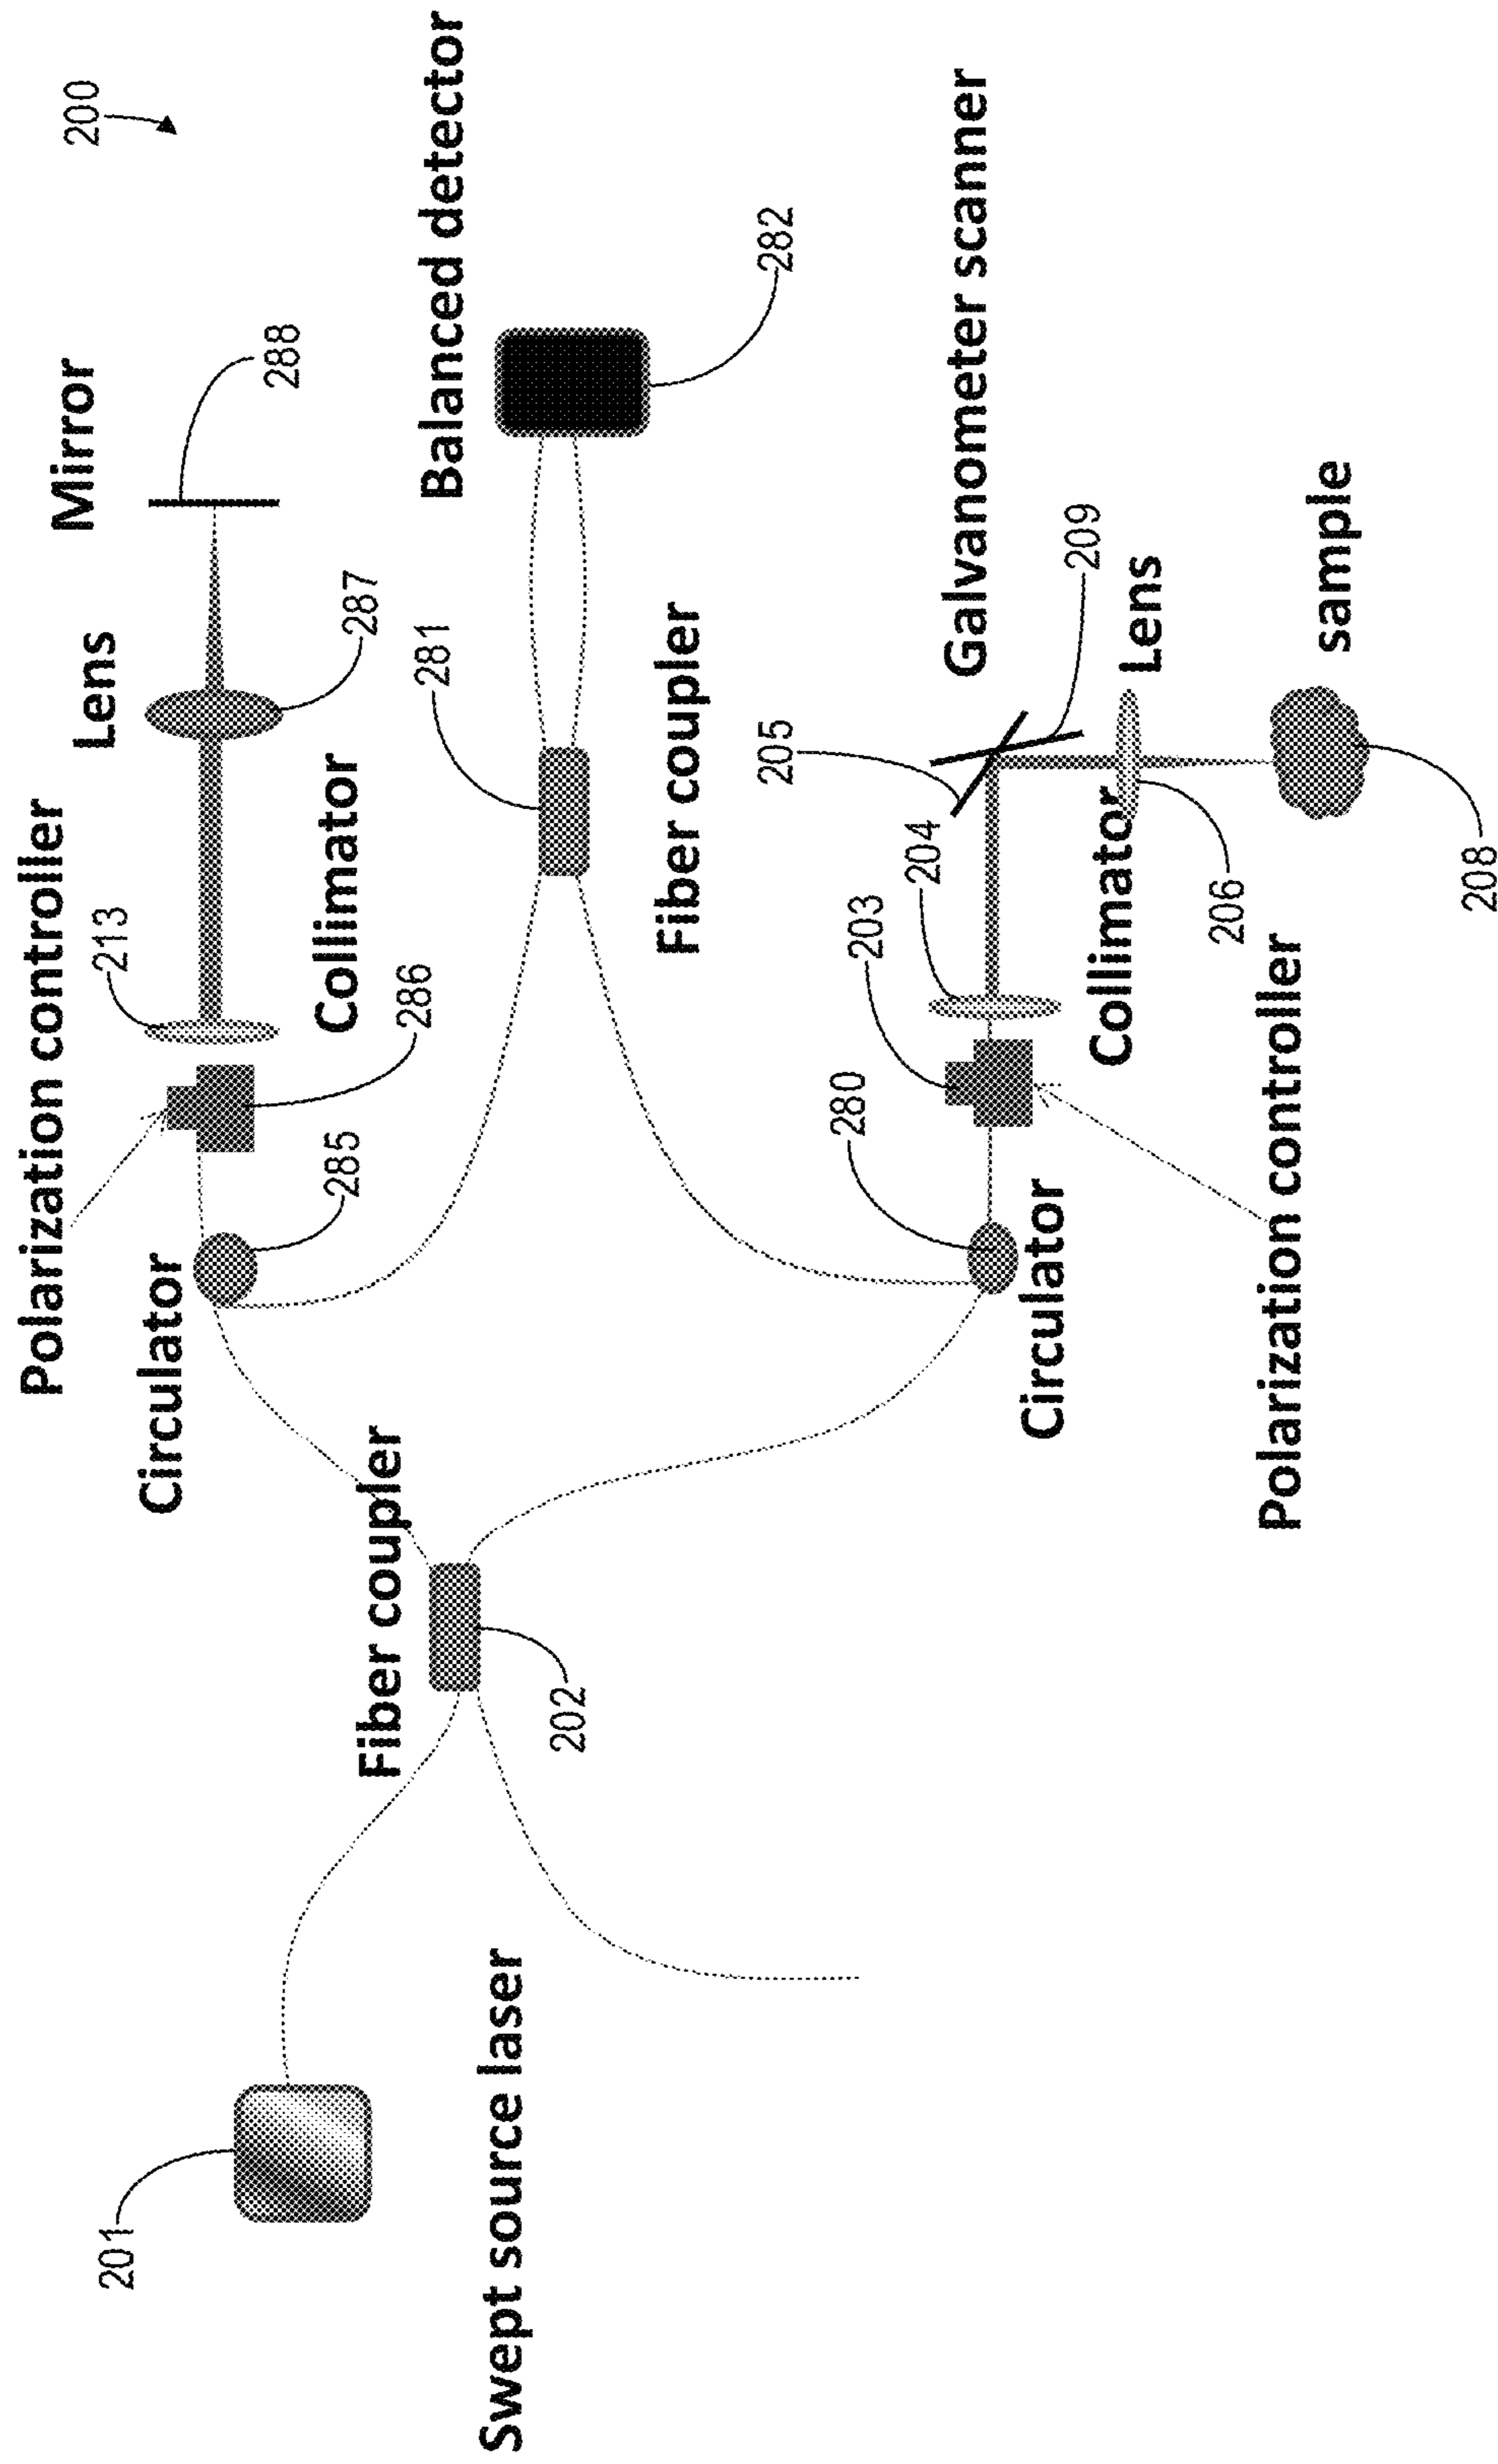 200
Polarization controller
Mirror
Lens
213
288
Circulator
287
Collimator
286
285
Balanced detector
281
282
201
Fiber coupler
202
Fiber coupler
Swept source laser
205
Galvanometer scanner
204
203
280
209
Collimator
Lens
Circulator
206
sample
Polarization controller
208